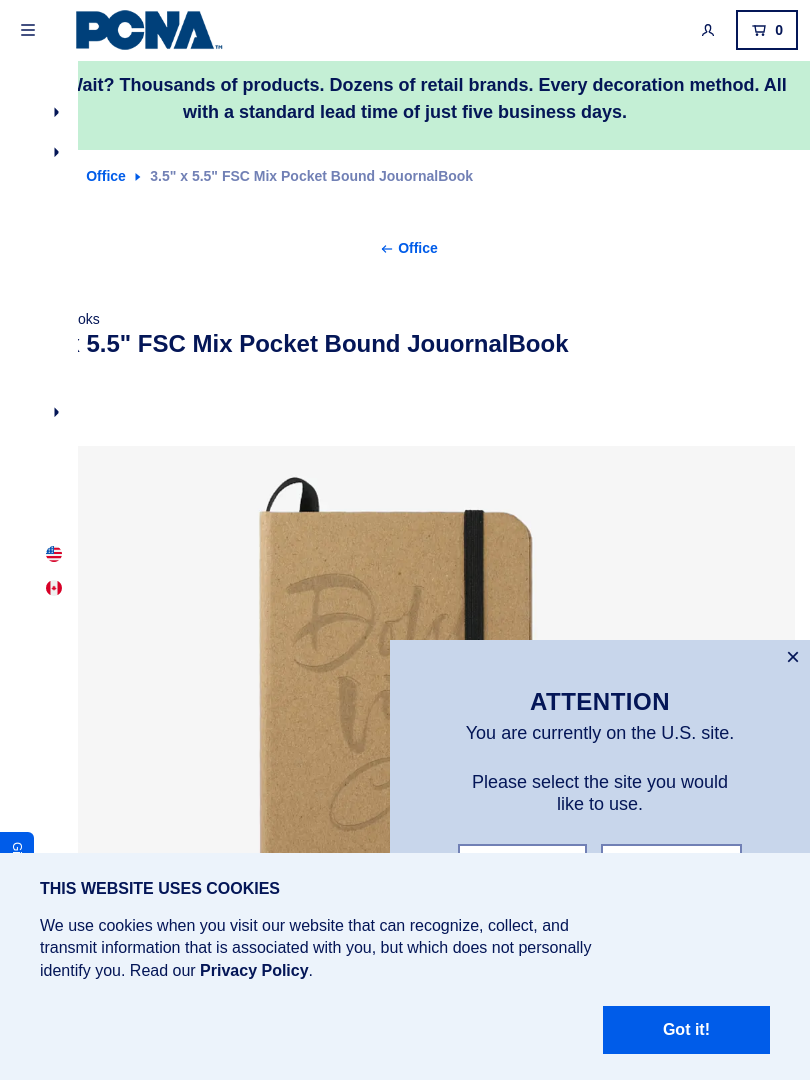 PCNA
0
Wait? Thousands of products. Dozens of retail brands. Every decoration method. All
with a standard lead time of just five business days.
Office
3.5" x 5.5" FSC Mix Pocket Bound JouornalBook
Office
5.5" FSC Mix Pocket Bound JouornalBook
ATTENTION
You are currently on the U.S. site.
Please select the site you would
like to use.
THIS WEBSITE USES COOKIES
We use cookies when you visit our website that can recognize, collect, and
transmit information that is associated with you, but which does not personally
identify you. Read our Privacy Policy.
Got it!